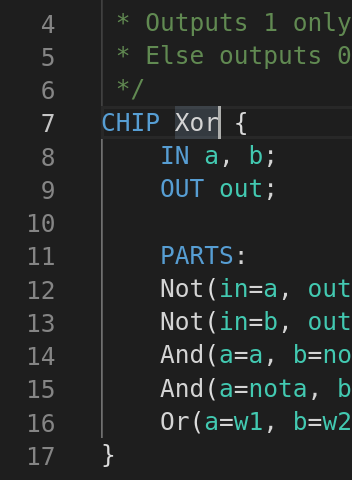 4 * Outputs 1 only
5 * Else outputs 0
6 */
7 CHIP Xor {
8 IN a, b;
9 OUT out;
10
11 PARTS:
12 Not(in=a, out
13 Not(in=b, out
14 And(a=a, b=no
15 And(a=nota, b
16 Or(a=w1, b=w2
17 }